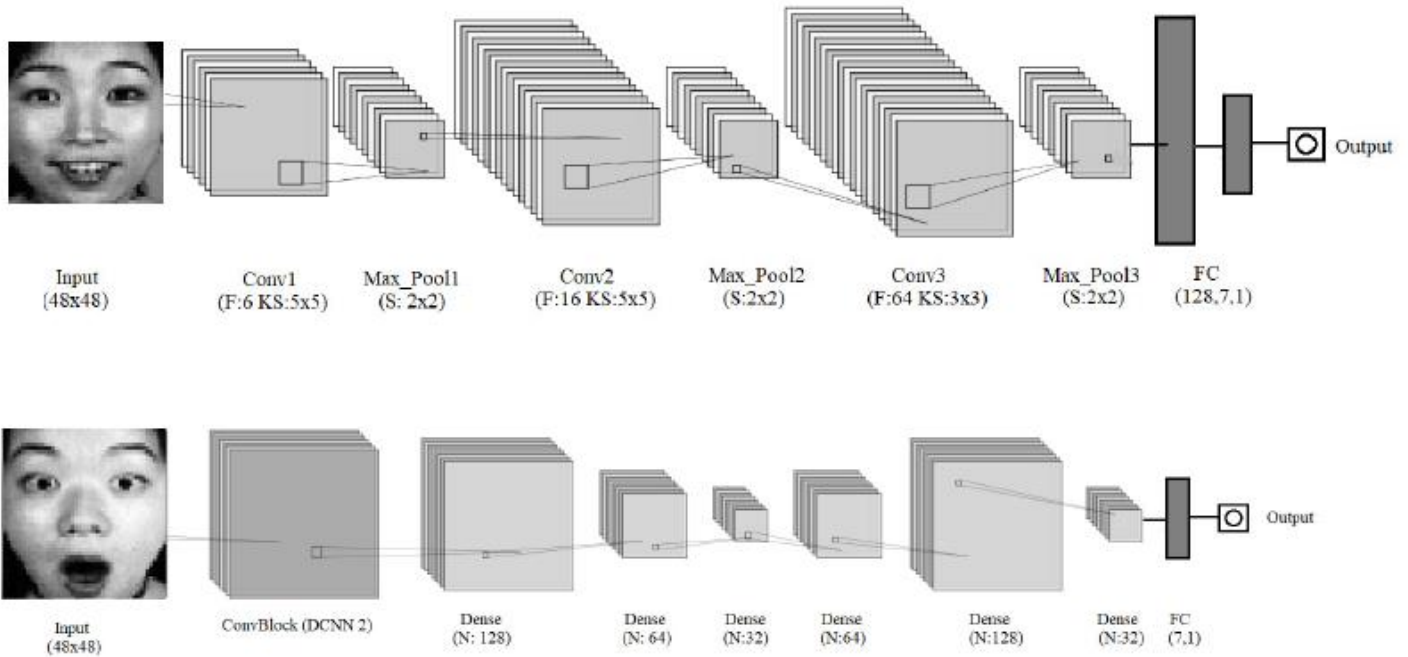 Output
Input
(48x48)
Conv1
(F:6 KS:5x5)
Max_Pool1
(S: 2x2)
Conv2
(F:16 KS:5x5)
Max_Pool2
(S:2x2)
Conv3
(F:64 KS:3x3)
Max_Pool3
(S:2x2)
FC
(128,7,1)
Output
Input
(48x48)
ConvBlock (DCNN 2)
Dense
(N: 128)
Dense
(N: 64)
Dense
(N:32)
Dense
(N:64)
Dense
(N:128)
Dense
(N:32)
FC
(7,1)